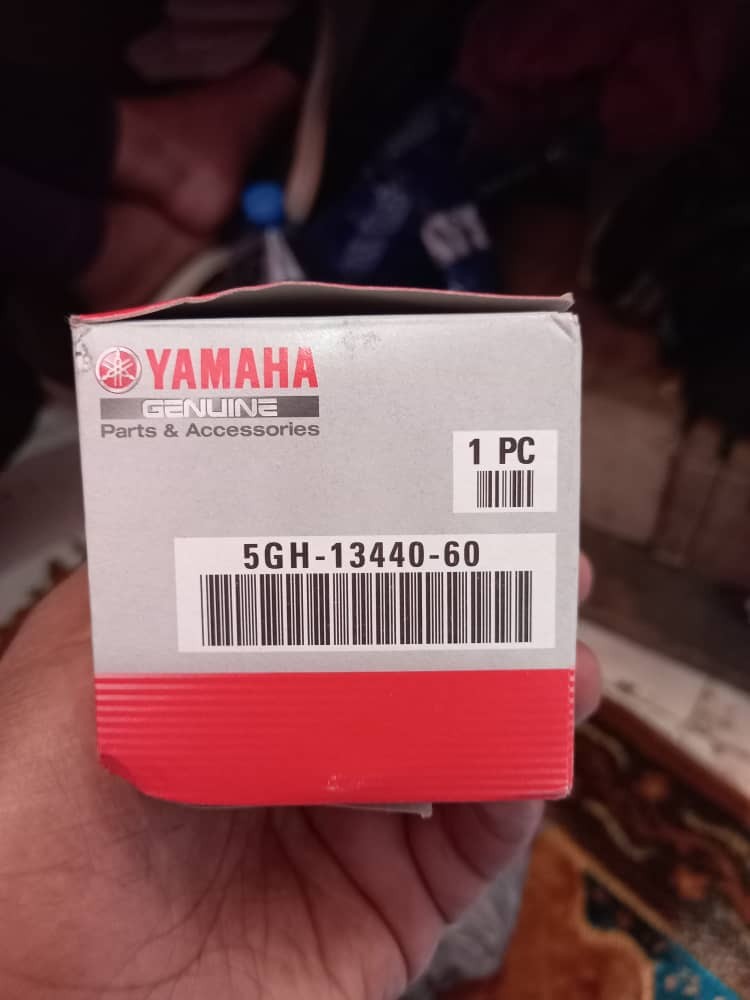 YAMAHA
GENUINE
Parts & Accessories
1 PC
5GH-13440-60